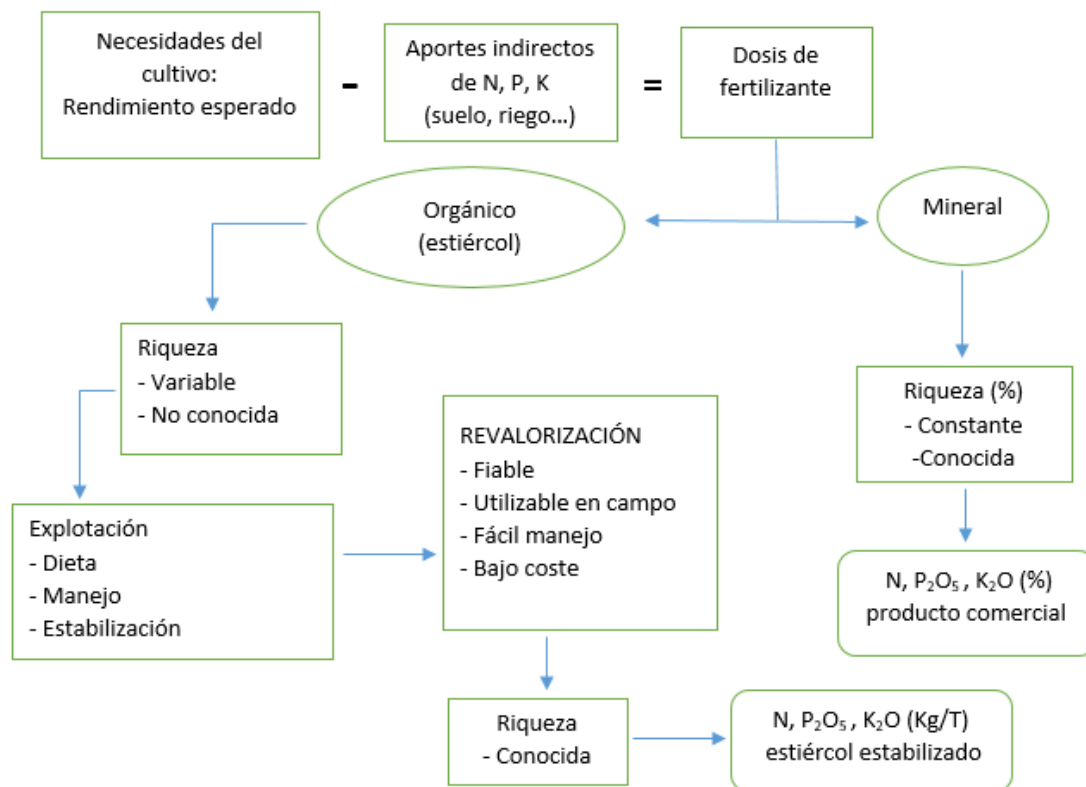 Necesidades del
cultivo:
Rendimiento esperado
-
Aportes indirectos
de N, P, K
(suelo, riego...)
=
Dosis de
fertilizante
Orgánico
(estiércol)
Mineral
Riqueza
- Variable
- No conocida
Riqueza (%)
- Constante
-Conocida
REVALORIZACIÓN
- Fiable
- Utilizable en campo
- Fácil manejo
- Bajo coste
Explotación
- Dieta
- Manejo
- Estabilización
N, P₂O₅ , K₂O (%)
producto comercial
Riqueza
- Conocida
N, P₂O₅ , K₂O (Kg/T)
estiércol estabilizado